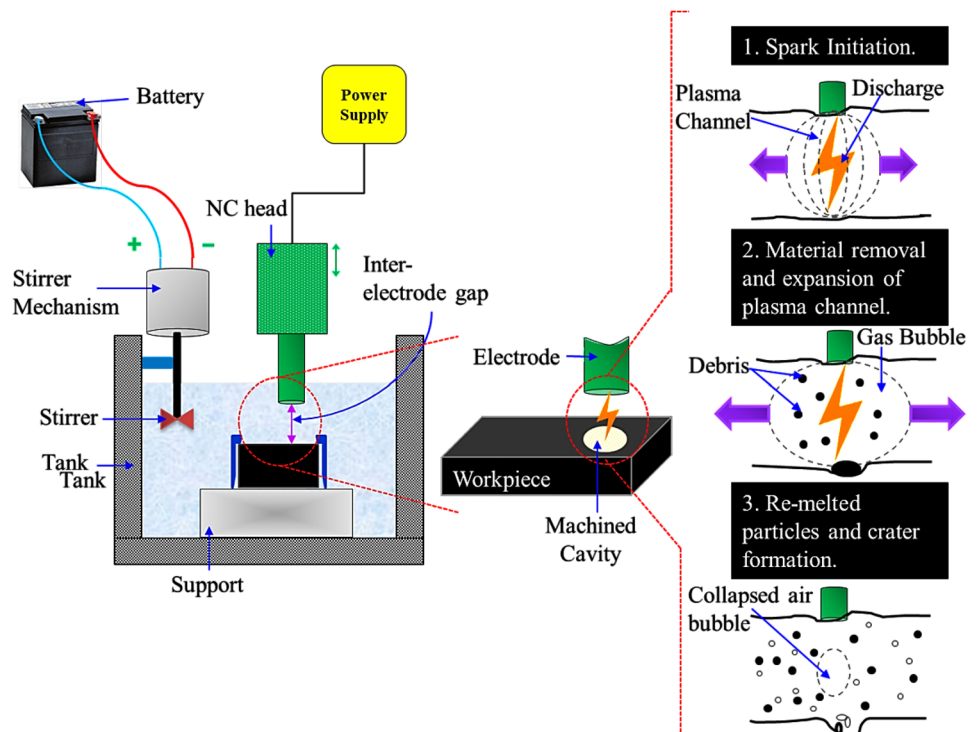 Battery
Power
Supply
NC head
+
−
Stirrer
Mechanism
Inter-
electrode gap
Stirrer
Tank
Tank
Support
Electrode
Workpiece
Machined
Cavity
1. Spark Initiation.
Plasma
Channel
Discharge
2. Material removal
and expansion of
plasma channel.
Gas Bubble
Debris
3. Re-melted
particles and crater
formation.
Collapsed air
bubble